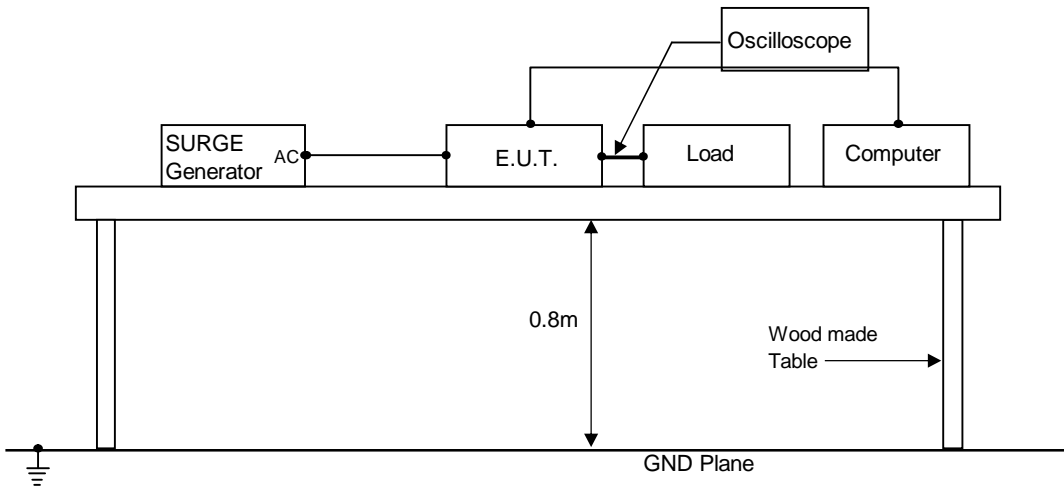 Oscilloscope
SURGE
Generator
AC
E.U.T.
Load
Computer
0.8m
Wood made
Table
GND Plane